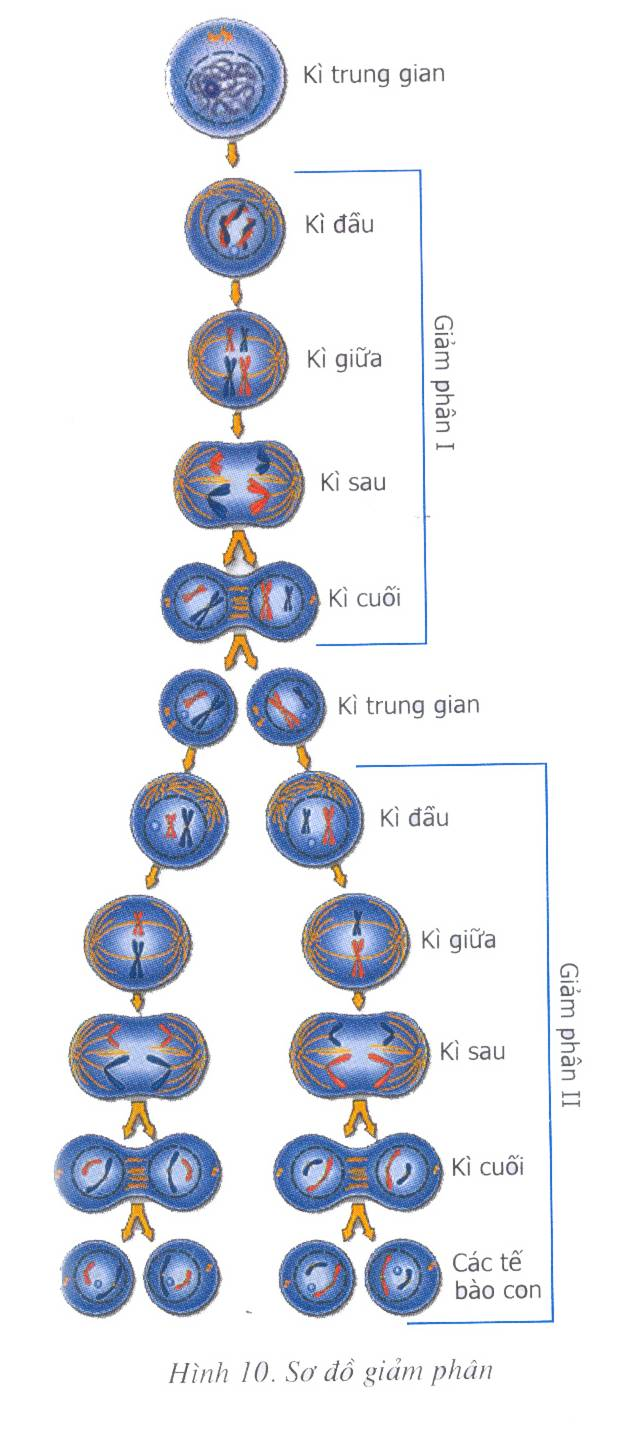 Kì trung gian
Kì đầu
Kì giữa
Kì sau
Kì cuối
Giảm phân I
Kì trung gian
Kì đầu
Kì giữa
Kì sau
Kì cuối
Các tế
bào con
Giảm phân II
Hình 10. Sơ đồ giảm phân